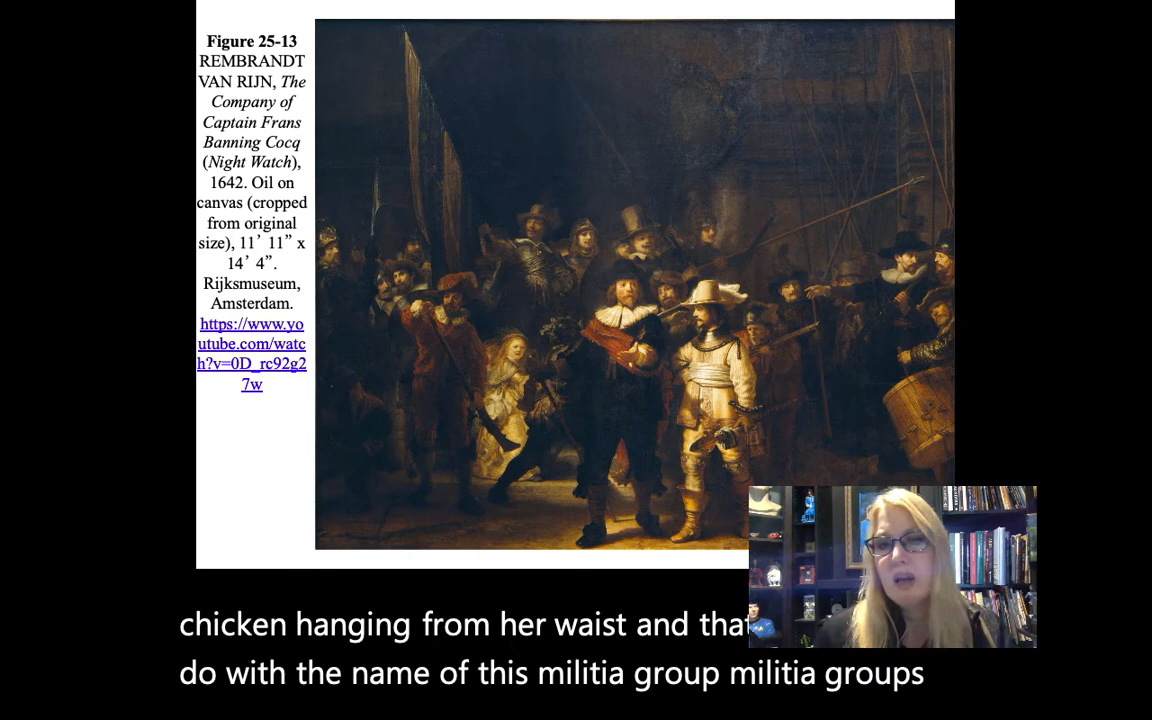 Figure 25-13
REMBRANDT
VAN RIJN, The
Company of
Captain Frans
Banning Cocq
(Night Watch),
1642. Oil on
canvas (cropped
from original
size), 11’ 11” x
14’ 4”.
Rijksmuseum,
Amsterdam.
https://www.yo
utube.com/watc
h?v=0D_rc92g2
7w
chicken hanging from her waist and that
do with the name of this militia group militia groups